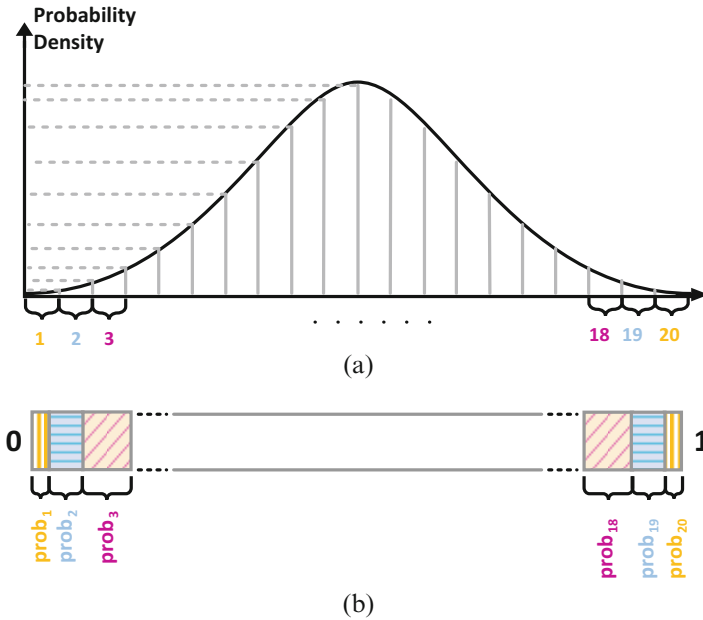 Probability
Density
1 2 3 . . . . . . 18 19 20
(a)
0 1
prob1 prob2 prob3 prob18 prob19 prob20
(b)